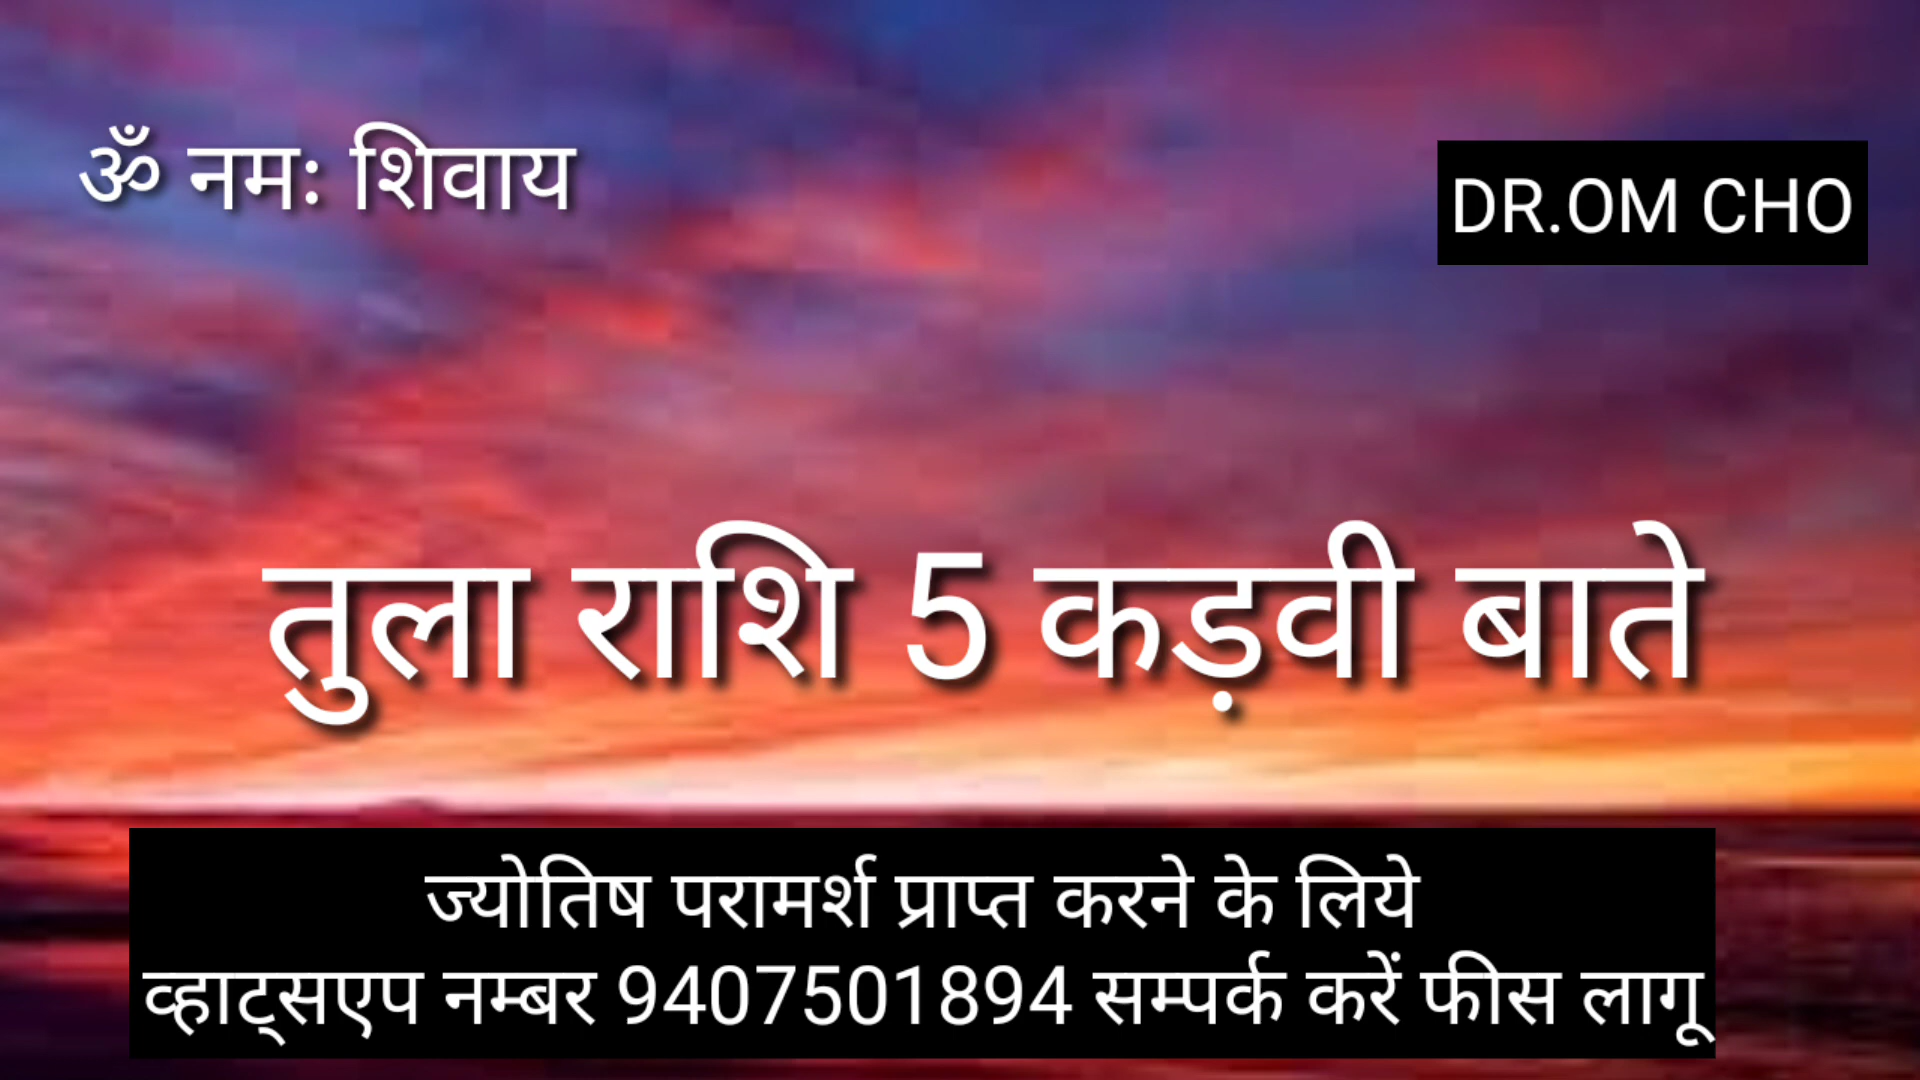 ॐ नमः शिवाय
DR.OM CHO
तुला राशि 5 कड़वी बाते
ज्योतिष परामर्श प्राप्त करने के लिये
व्हाट्सएप नम्बर 9407501894 सम्पर्क करें फीस लागू